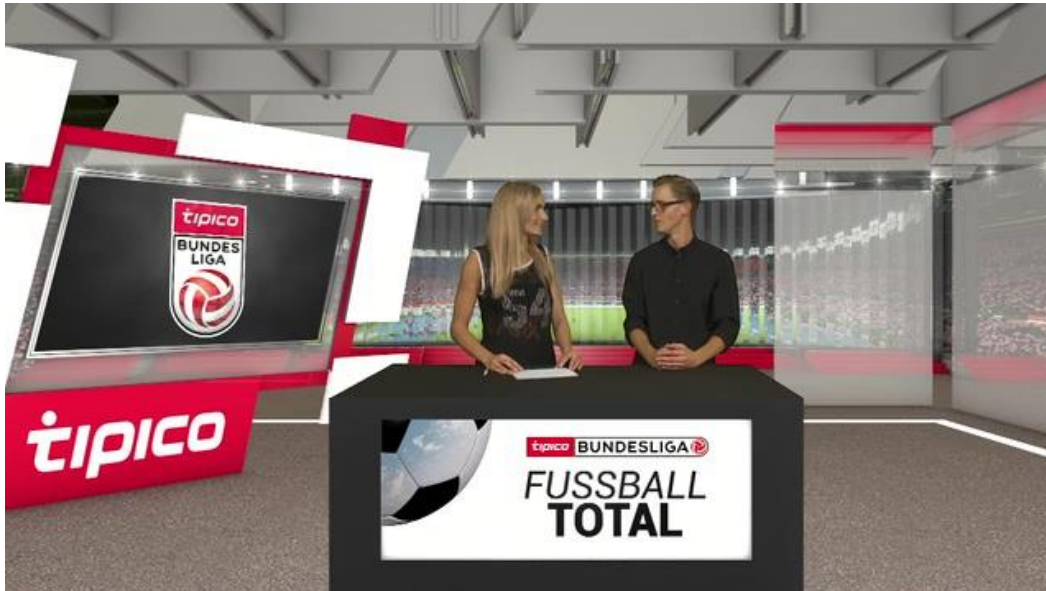 tipico
BUNDES
LIGA
tipico
tipico BUNDESLIGA
FUSSBALL
TOTAL